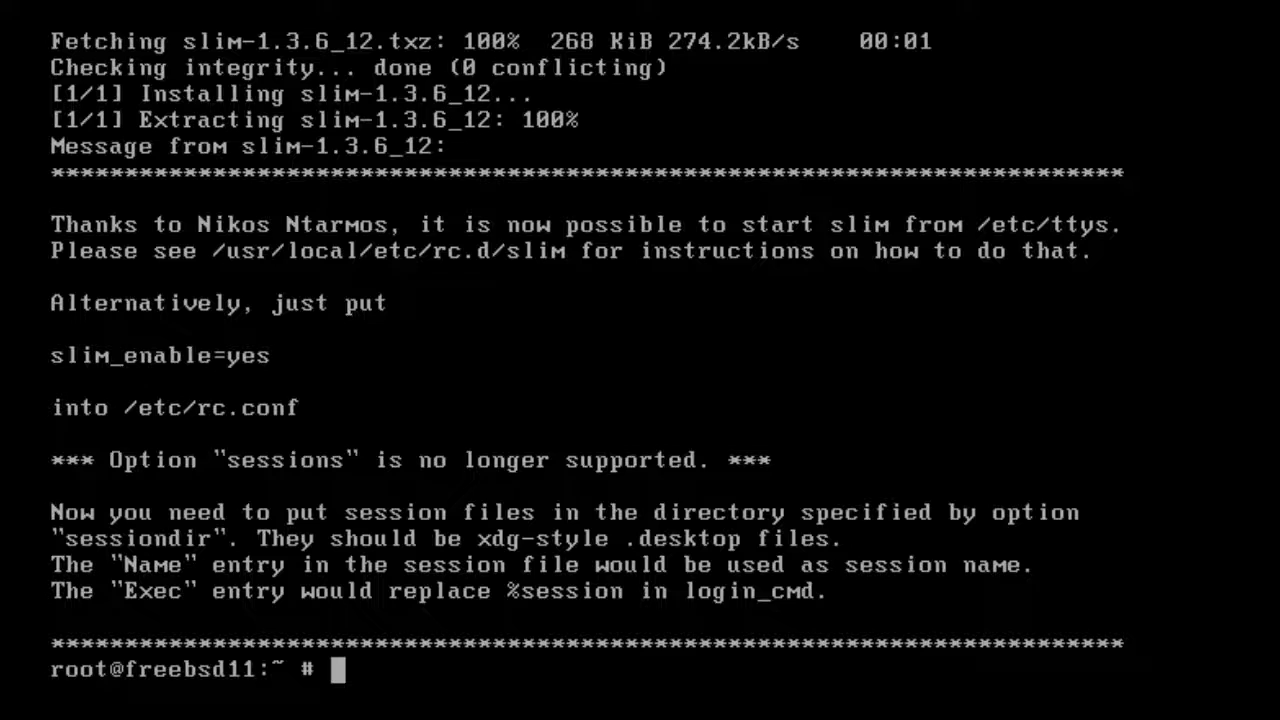 Fetching slim-1.3.6_12.txz: 100%  268 KiB 274.2kB/s    00:01
Checking integrity... done (0 conflicting)
[1/1] Installing slim-1.3.6_12...
[1/1] Extracting slim-1.3.6_12: 100%
Message from slim-1.3.6_12:
*************************************************************************
Thanks to Nikos Ntarmos, it is now possible to start slim from /etc/ttys.
Please see /usr/local/etc/rc.d/slim for instructions on how to do that.
Alternatively, just put
slim_enable=yes
into /etc/rc.conf
*** Option "sessions" is no longer supported. ***
Now you need to put session files in the directory specified by option
"sessiondir". They should be xdg-style .desktop files.
The "Name" entry in the session file would be used as session name.
The "Exec" entry would replace %session in login_cmd.
*************************************************************************
root@freebsd11:~ #